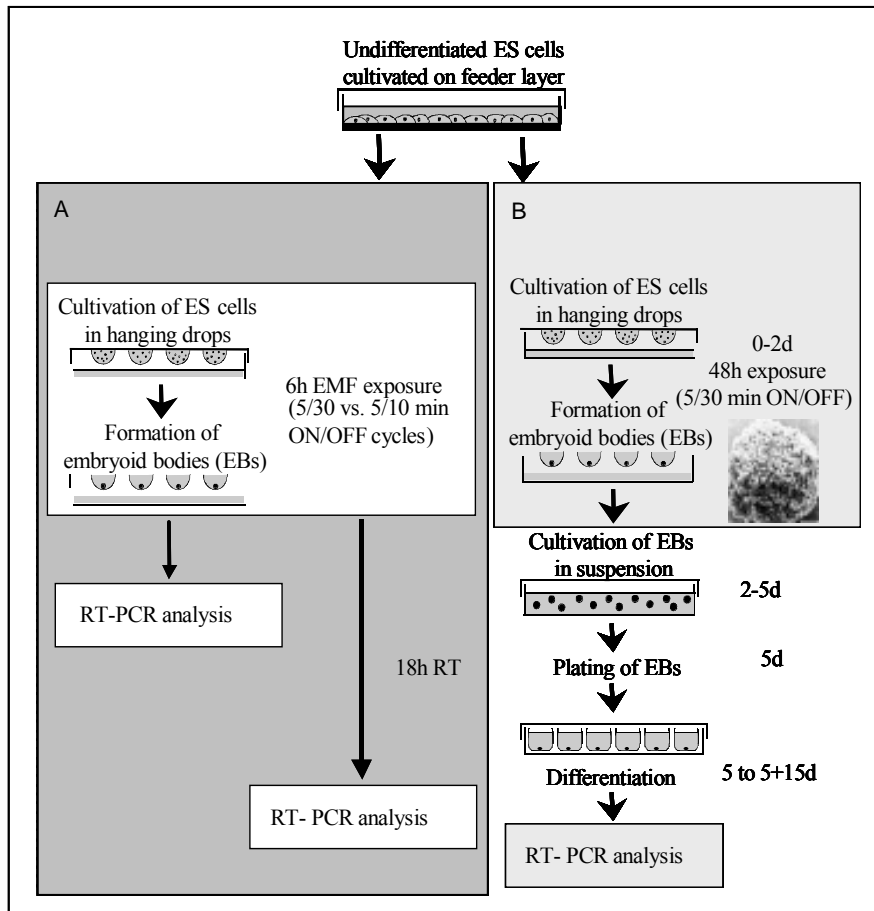 Undifferentiated ES cells
cultivated on feeder layer
A
Cultivation of ES cells
in hanging drops
6h EMF exposure
(5/30 vs. 5/10 min
ON/OFF cycles)
Formation of
embryoid bodies (EBs)
RT-PCR analysis
18h RT
RT- PCR analysis
B
Cultivation of ES cells
in hanging drops
0-2d
48h exposure
(5/30 min ON/OFF)
Formation of
embryoid bodies (EBs)
Cultivation of EBs
in suspension
2-5d
Plating of EBs
5d
Differentiation
5 to 5+15d
RT- PCR analysis